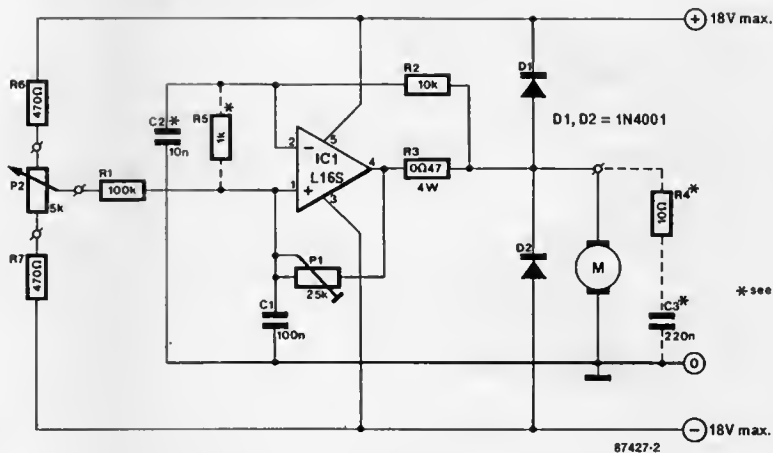 + 18V max.
R6
470Ω
P2
5k
R7
470Ω
R1
100k
C2*
10n
R5
*
1k
2
−
5
IC1
L16S
4
1
+
3
R2
10k
R3
0Ω47
4W
P1
25k
C1
100n
D1
D1, D2 = 1N4001
D2
M
R4*
10Ω
C3*
220n
* see
0
− 18V max.
87427-2